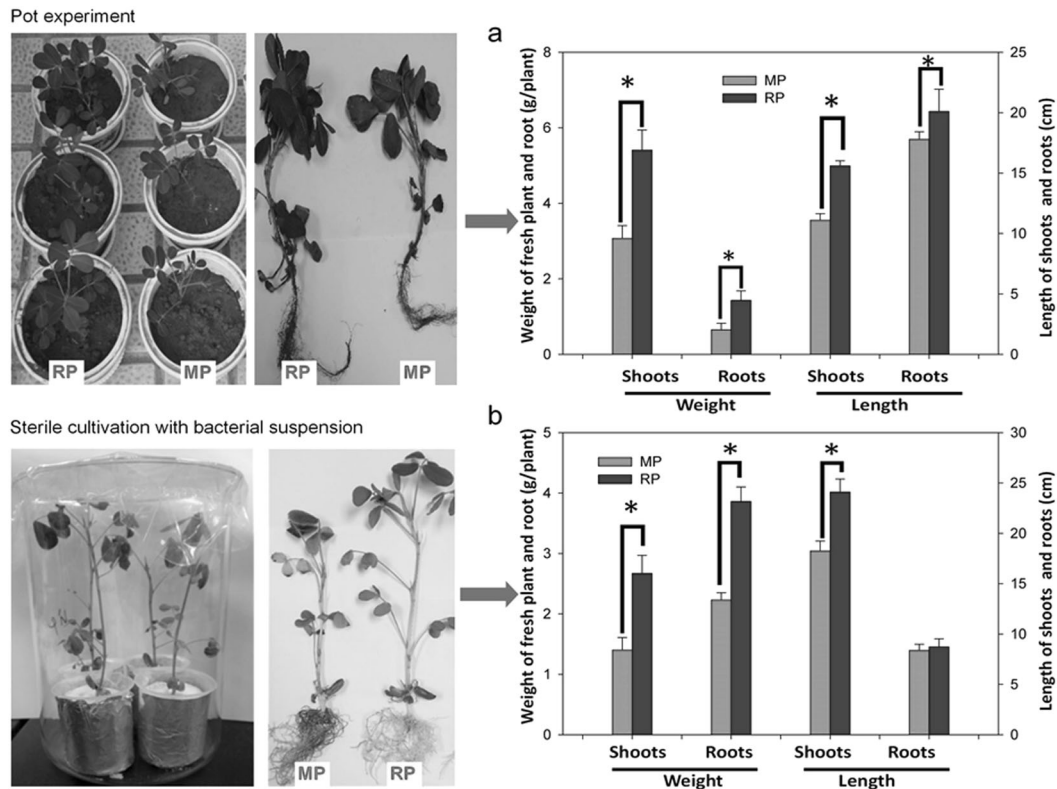 Pot experiment
RP
MP
RP
MP
a
Weight of fresh plant and root (g/plant)
8
6
4
2
0
*
*
*
*
MP
RP
25
20
15
10
5
0
Length of shoots and roots (cm)
Shoots
Roots
Shoots
Roots
Weight
Length
Sterile cultivation with bacterial suspension
MP
RP
b
Weight of fresh plant and root (g/plant)
5
4
3
2
1
0
MP
RP
*
*
*
30
25
20
15
10
5
0
Length of shoots and roots (cm)
Shoots
Roots
Shoots
Roots
Weight
Length